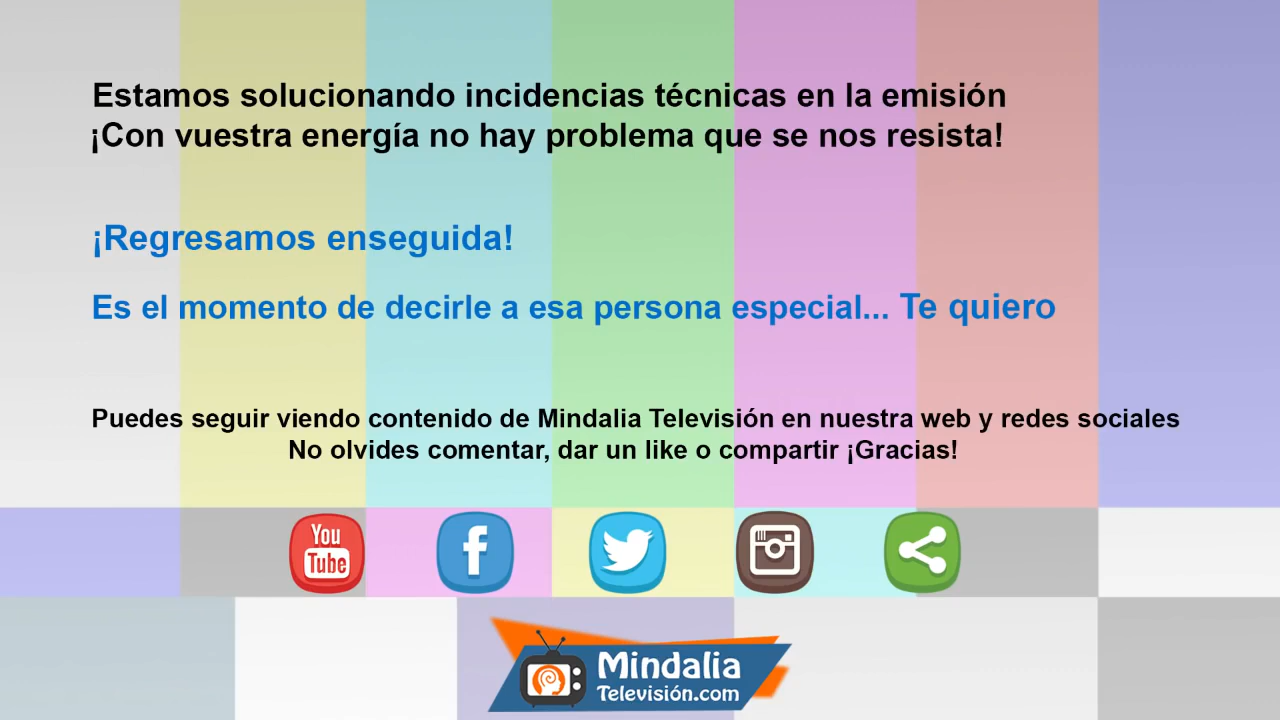 Estamos solucionando incidencias técnicas en la emisión
¡Con vuestra energía no hay problema que se nos resista!
¡Regresamos enseguida!
Es el momento de decirle a esa persona especial... Te quiero
Puedes seguir viendo contenido de Mindalia Televisión en nuestra web y redes sociales
No olvides comentar, dar un like o compartir ¡Gracias!
You
Tube
f
Mindalia
Televisión.com